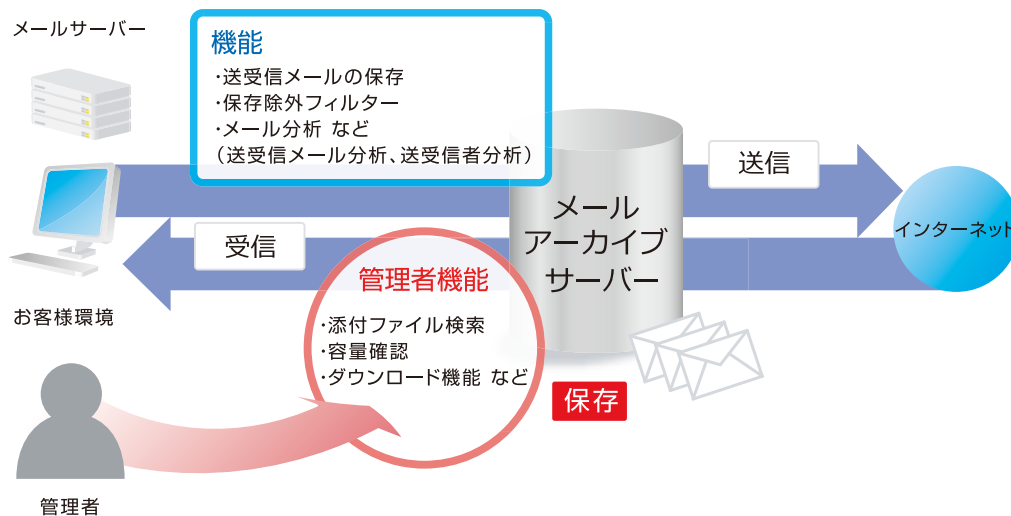 メールサーバー
機能
・送受信メールの保存
・保存除外フィルター
・メール分析 など
（送受信メール分析、送受信者分析）
送信
メール
アーカイブ
サーバー
インターネット
受信
お客様環境
管理者機能
・添付ファイル検索
・容量確認
・ダウンロード機能 など
保存
管理者